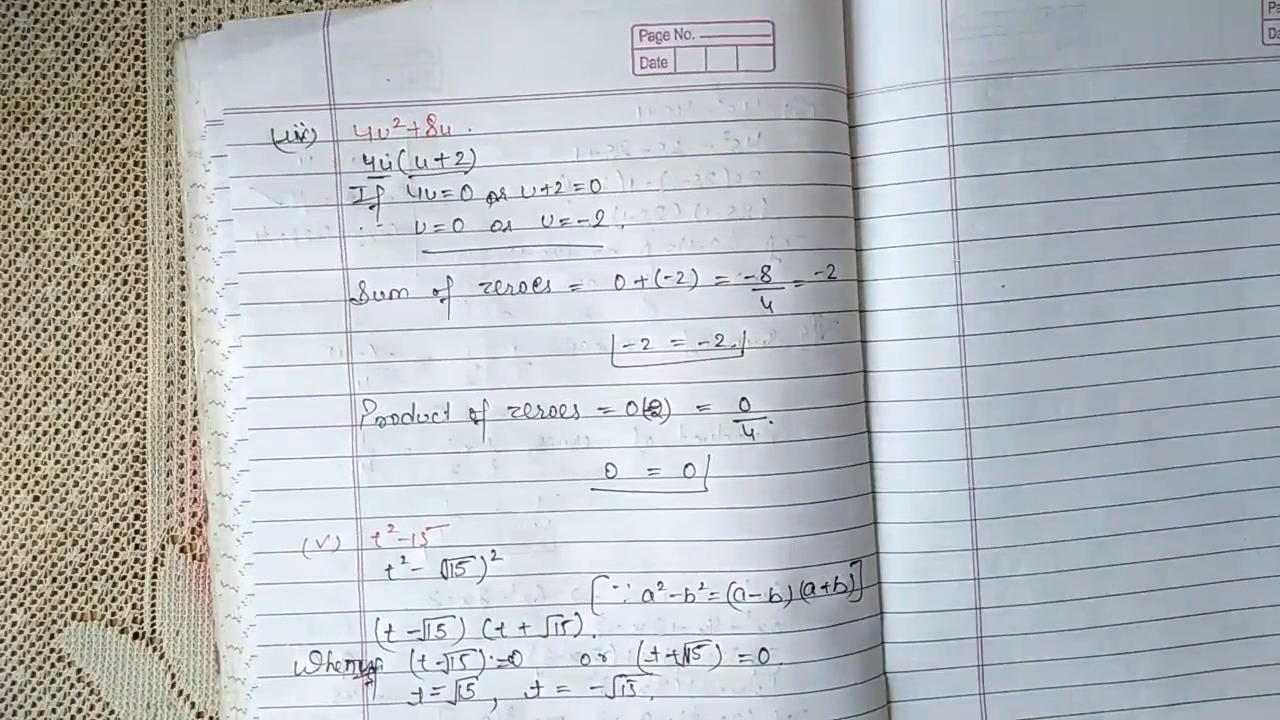 Page No.
Date
4u²+8u.
4u(u+2)
If 4u=0 or u+2=0
∴ u=0 or u=-2.
Sum of zeroes = 0+(-2) = -8/4 = -2
-2 = -2.
Product of zeroes = 0( ) = 0/4.
0 = 0
(V) t²-15
t²-(√15)²
[∵ a²-b²=(a-b)(a+b)]
(t-√15) (t+√15).
When (t-√15)=0 or (t+√15)=0.
t=√15, t = -√15.